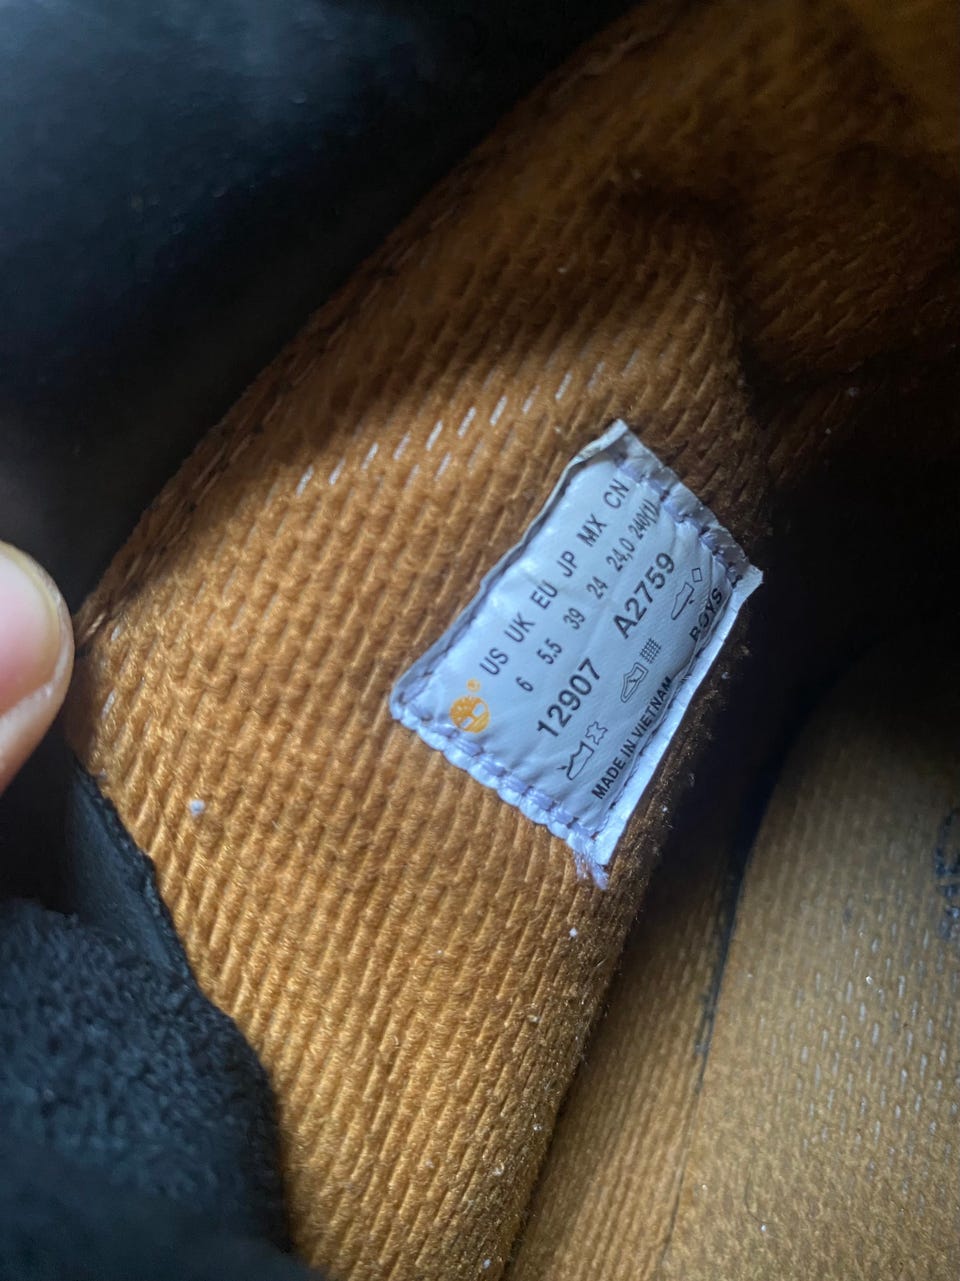 US UK EU JP MX CN
6 5.5 39 24 24,0 240(1)
12907 A2759
BOYS
MADE IN VIETNAM